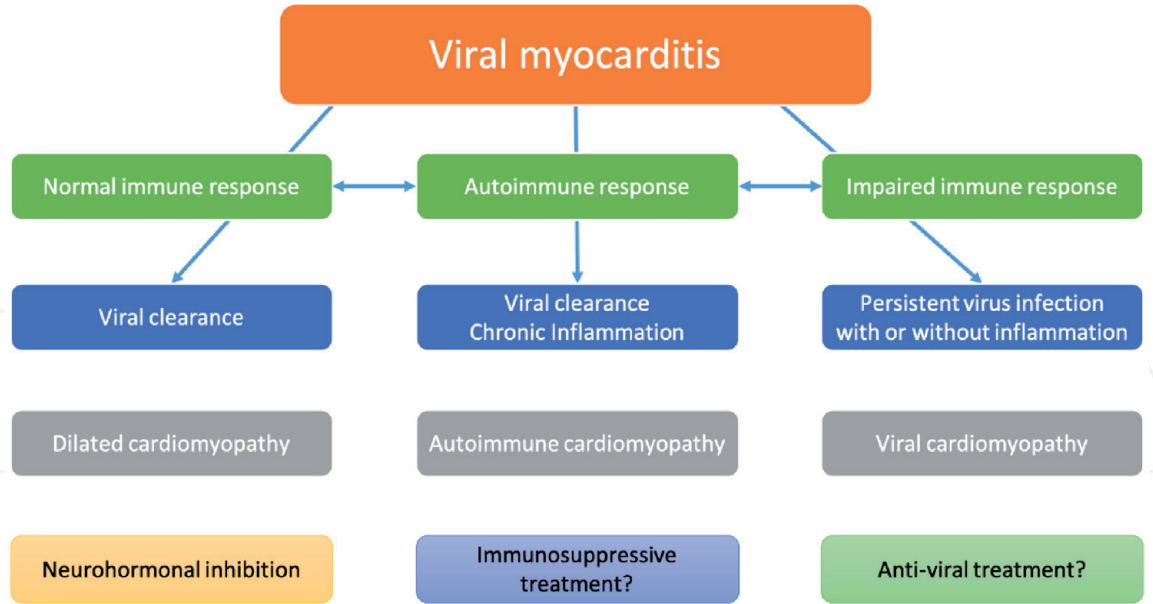 Viral myocarditis
Normal immune response
Autoimmune response
Impaired immune response
Viral clearance
Viral clearance
Chronic Inflammation
Persistent virus infection
with or without inflammation
Dilated cardiomyopathy
Autoimmune cardiomyopathy
Viral cardiomyopathy
Neurohormonal inhibition
Immunosuppressive
treatment?
Anti-viral treatment?